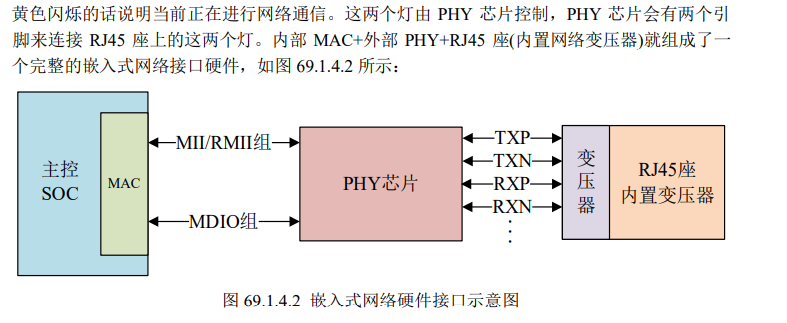 黄色闪烁的话说明当前正在进行网络通信。这两个灯由 PHY 芯片控制，PHY 芯片会有两个引
脚来连接 RJ45 座上的这两个灯。内部 MAC+外部 PHY+RJ45 座(内置网络变压器)就组成了一
个完整的嵌入式网络接口硬件，如图 69.1.4.2 所示：
主控
SOC
MAC
MII/RMII组
MDIO组
PHY芯片
TXP
TXN
RXP
RXN
变
压
器
RJ45座
内置变压器
图 69.1.4.2 嵌入式网络硬件接口示意图